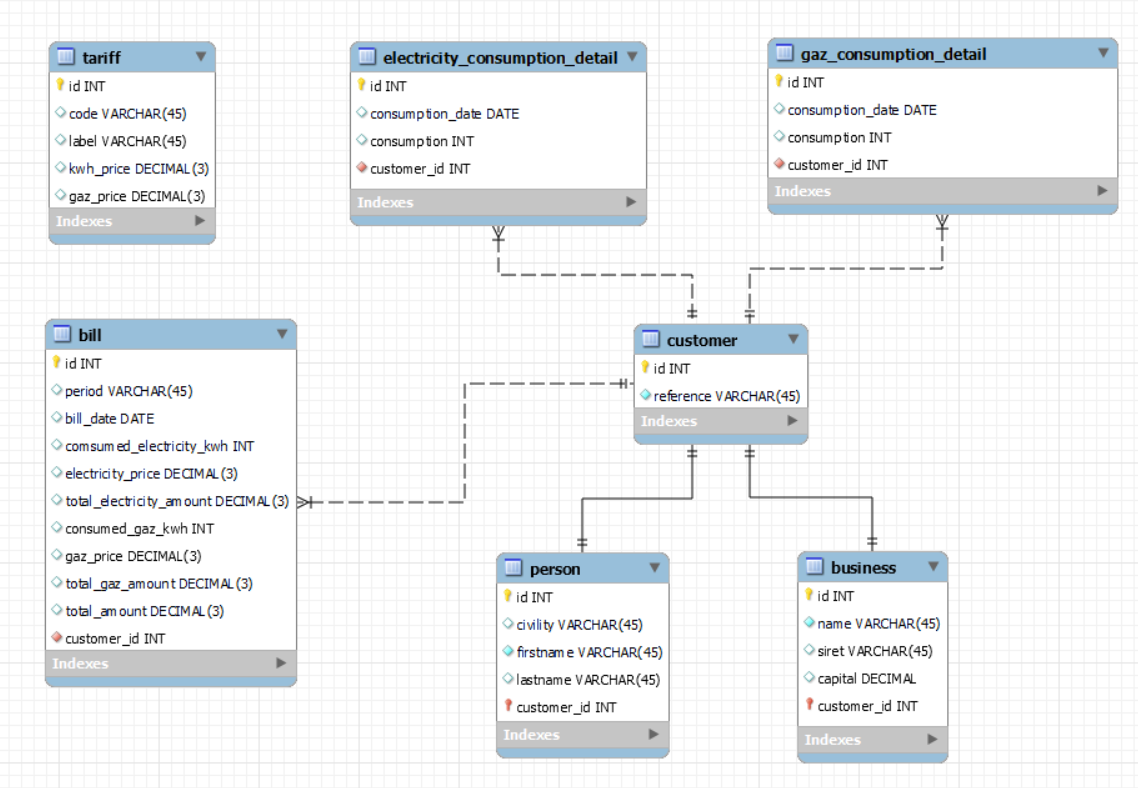 tariff
id INT
code VARCHAR(45)
label VARCHAR(45)
kwh_price DECIMAL(3)
gaz_price DECIMAL(3)
Indexes
electricity_consumption_detail
id INT
consumption_date DATE
consumption INT
customer_id INT
Indexes
gaz_consumption_detail
id INT
consumption_date DATE
consumption INT
customer_id INT
Indexes
bill
id INT
period VARCHAR(45)
bill_date DATE
comsumed_electricity_kwh INT
electricity_price DECIMAL(3)
total_electricity_amount DECIMAL(3)
consumed_gaz_kwh INT
gaz_price DECIMAL(3)
total_gaz_amount DECIMAL(3)
total_amount DECIMAL(3)
customer_id INT
Indexes
customer
id INT
reference VARCHAR(45)
Indexes
person
id INT
civility VARCHAR(45)
firstname VARCHAR(45)
lastname VARCHAR(45)
customer_id INT
Indexes
business
id INT
name VARCHAR(45)
siret VARCHAR(45)
capital DECIMAL
customer_id INT
Indexes